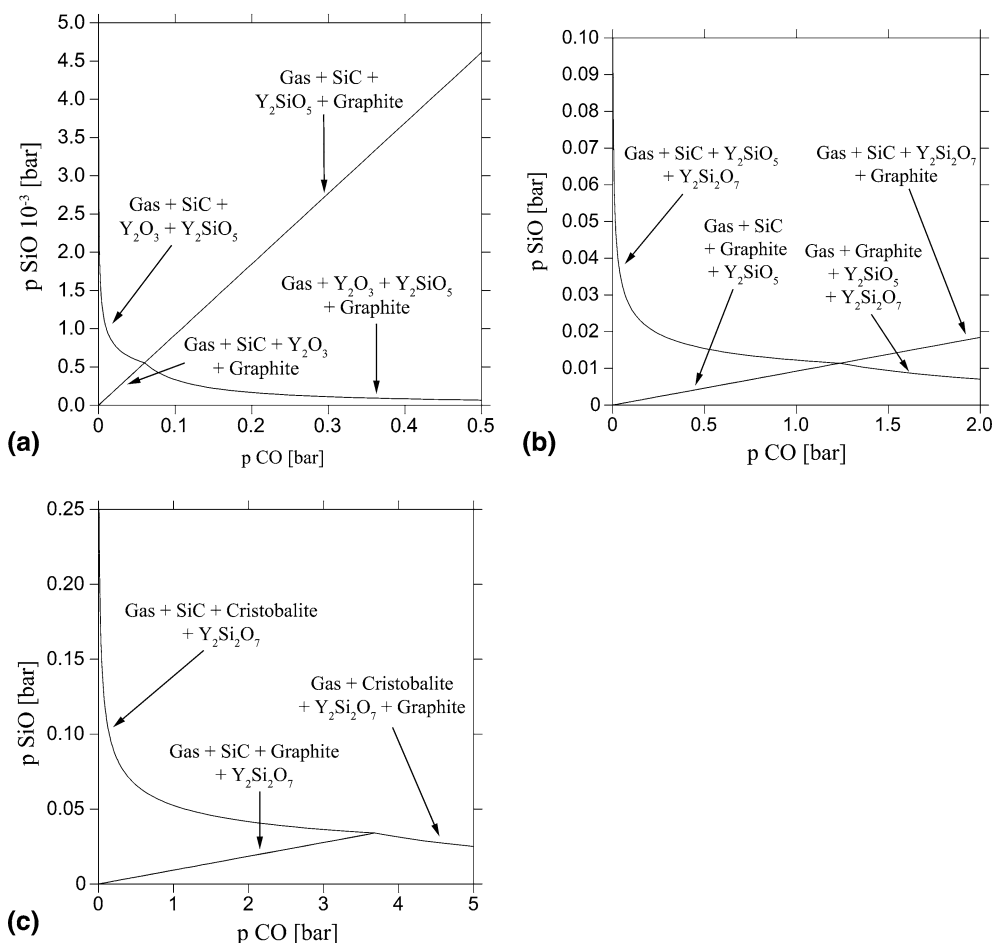 5.0
4.5
4.0
3.5
3.0
2.5
2.0
1.5
1.0
0.5
0.0
p SiO 10⁻³ [bar]
Gas + SiC +
Y₂SiO₅ + Graphite
Gas + SiC +
Y₂O₃ + Y₂SiO₅
Gas + Y₂O₃ + Y₂SiO₅
+ Graphite
Gas + SiC + Y₂O₃
+ Graphite
0 0.1 0.2 0.3 0.4 0.5
p CO [bar]
(a)
0.10
0.09
0.08
0.07
0.06
0.05
0.04
0.03
0.02
0.01
0
p SiO [bar]
Gas + SiC + Y₂SiO₅
+ Y₂Si₂O₇
Gas + SiC + Y₂Si₂O₇
+ Graphite
Gas + SiC
+ Graphite
+ Y₂SiO₅
Gas + Graphite
+ Y₂SiO₅
+ Y₂Si₂O₇
0 0.5 1.0 1.5 2.0
p CO [bar]
(b)
0.25
0.20
0.15
0.10
0.05
0
p SiO [bar]
Gas + SiC + Cristobalite
+ Y₂Si₂O₇
Gas + Cristobalite
+ Y₂Si₂O₇ + Graphite
Gas + SiC + Graphite
+ Y₂Si₂O₇
0 1 2 3 4 5
p CO [bar]
(c)